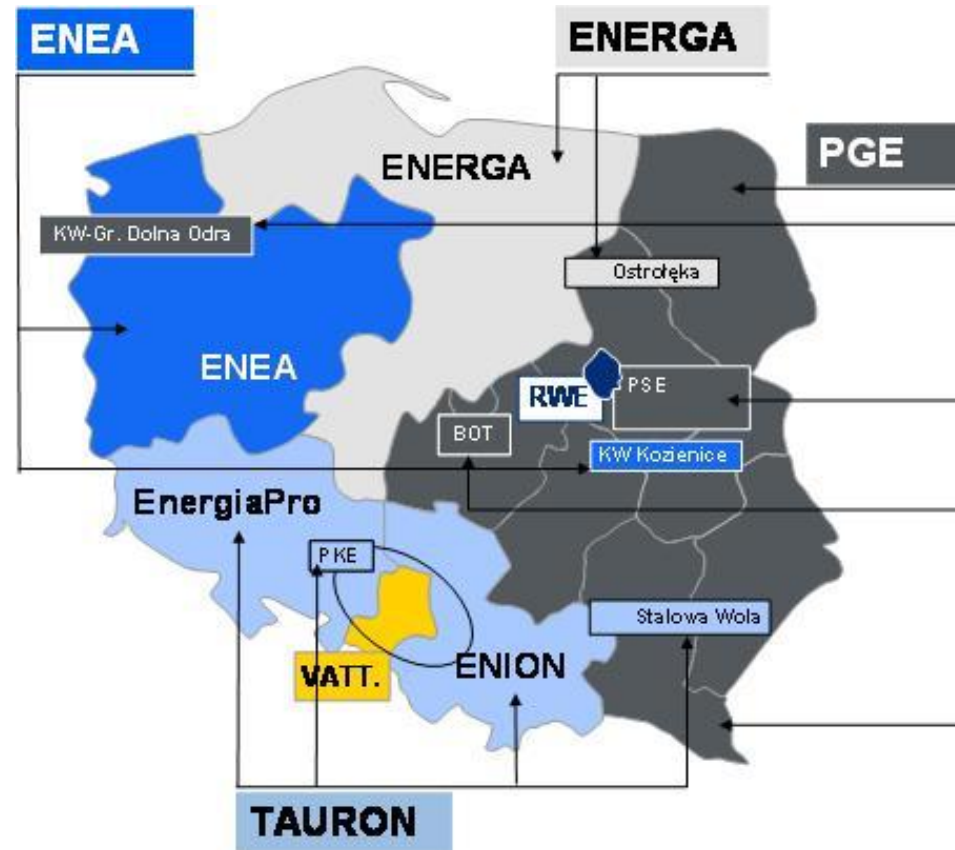 ENEA
ENERGA
PGE
ENERGA
KW-Gr. Dolna Odra
Ostrołęka
ENEA
RWE
PSE
BOT
KW Kozienice
EnergiaPro
PKE
Stalowa Wola
ENION
VATT.
TAURON